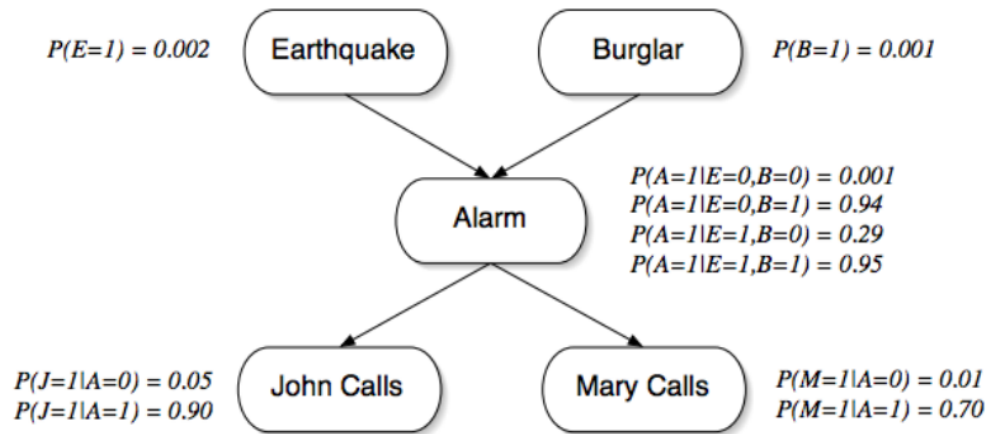 P(E=1) = 0.002
Earthquake
Burglar
P(B=1) = 0.001
Alarm
P(A=1|E=0,B=0) = 0.001
P(A=1|E=0,B=1) = 0.94
P(A=1|E=1,B=0) = 0.29
P(A=1|E=1,B=1) = 0.95
P(J=1|A=0) = 0.05
P(J=1|A=1) = 0.90
John Calls
Mary Calls
P(M=1|A=0) = 0.01
P(M=1|A=1) = 0.70